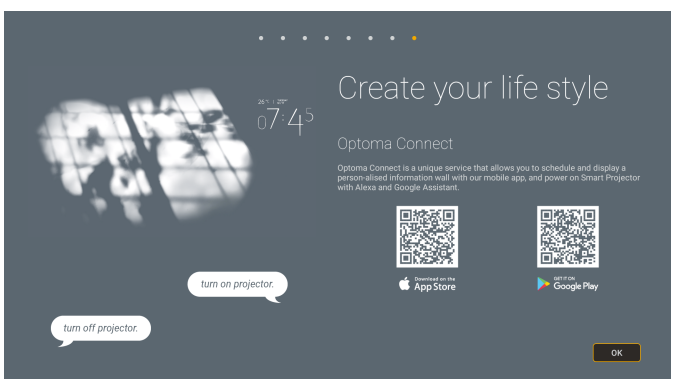 26°c
07:45
Create your life style
Optoma Connect
Optoma Connect is a unique service that allows you to schedule and display a
person-alised information wall with our mobile app, and power on Smart Projector
with Alexa and Google Assistant.
Download on the
App Store
GET IT ON
Google Play
turn on projector.
turn off projector.
OK